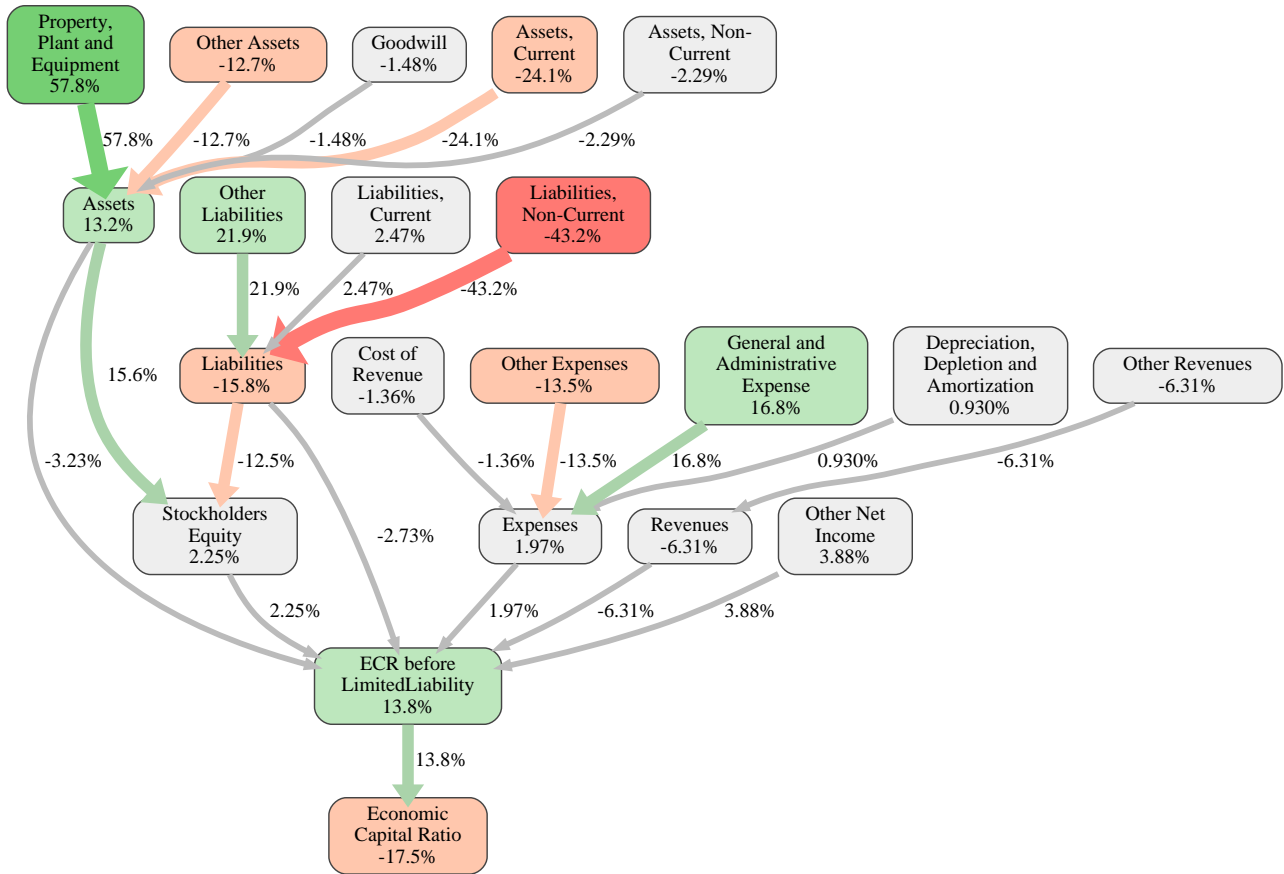 Property,
Plant and
Equipment
57.8%
Other Assets
-12.7%
Goodwill
-1.48%
Assets,
Current
-24.1%
Assets, Non-
Current
-2.29%
57.8%
-12.7%
-1.48%
-24.1%
-2.29%
Assets
13.2%
Other
Liabilities
21.9%
Liabilities,
Current
2.47%
Liabilities,
Non-Current
-43.2%
21.9%
2.47%
-43.2%
Liabilities
-15.8%
Cost of
Revenue
-1.36%
Other Expenses
-13.5%
General and
Administrative
Expense
16.8%
Depreciation,
Depletion and
Amortization
0.930%
Other Revenues
-6.31%
15.6%
-3.23%
-12.5%
-1.36%
-13.5%
16.8%
0.930%
-6.31%
Stockholders
Equity
2.25%
-2.73%
Expenses
1.97%
Revenues
-6.31%
Other Net
Income
3.88%
2.25%
1.97%
-6.31%
3.88%
ECR before
LimitedLiability
13.8%
13.8%
Economic
Capital Ratio
-17.5%